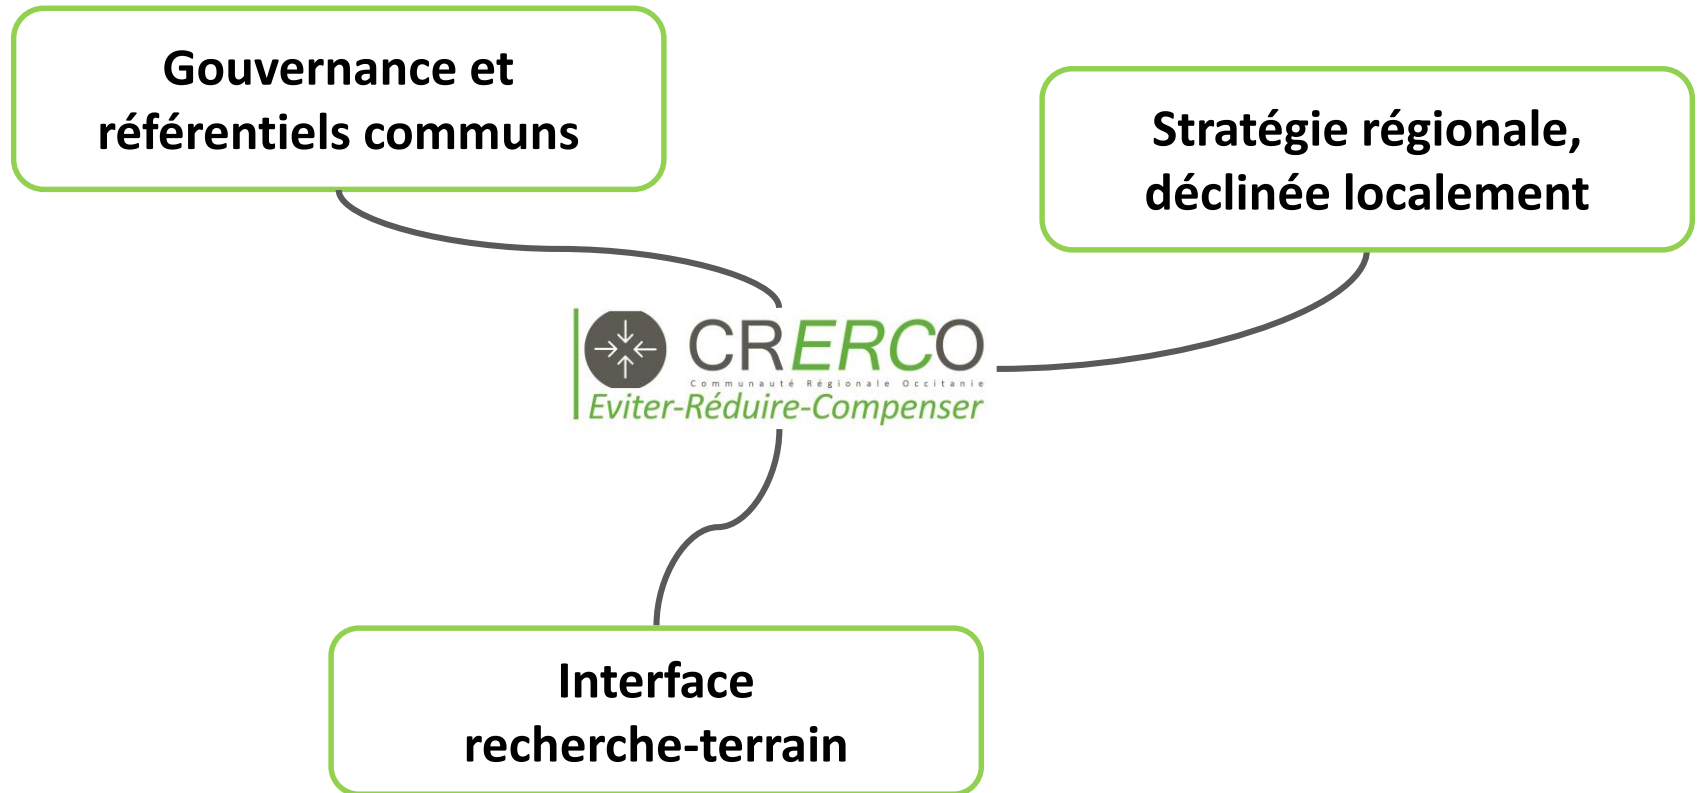 Gouvernance et
référentiels communs
Stratégie régionale,
déclinée localement
CRERCO
Communauté Régionale Occitanie
Eviter-Réduire-Compenser
Interface
recherche-terrain